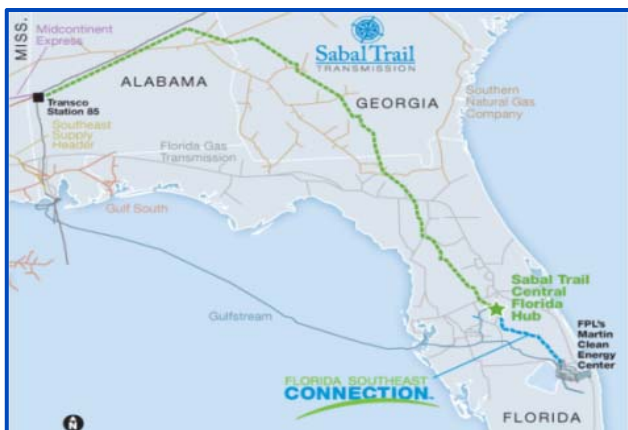 MISS.
Midcontinent
Express
Sabal Trail
TRANSMISSION
ALABAMA
GEORGIA
Southern
Natural Gas
Company
Transco
Station 85
Southeast
Supply
Header
Florida Gas
Transmission
Gulf South
Sabal Trail
Central
Florida
Hub
Gulfstream
FPL's
Martin
Clean
Energy
Center
FLORIDA SOUTHEAST
CONNECTION™
FLORIDA
N